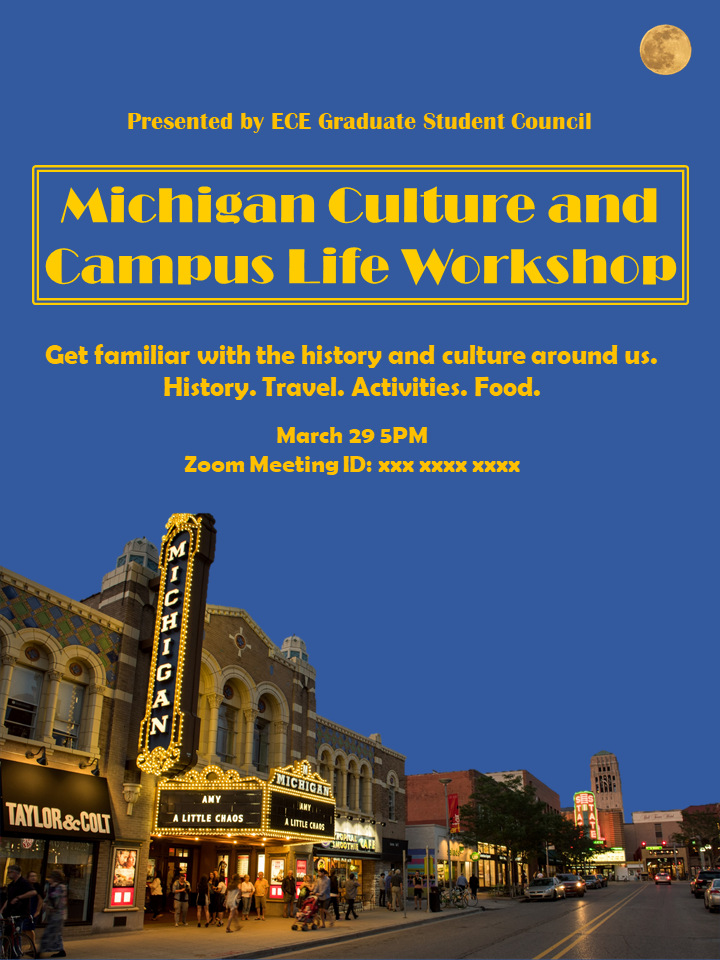 Presented by ECE Graduate Student Council
Michigan Culture and
Campus Life Workshop
Get familiar with the history and culture around us.
History. Travel. Activities. Food.
March 29 5PM
Zoom Meeting ID: xxx xxxx xxxx
MICHIGAN
MICHIGAN
AMY
A LITTLE CHAOS
AMY
A LITTLE CHAOS
TAYLOR&COLT
SMOOTHIE CAFE
STATE